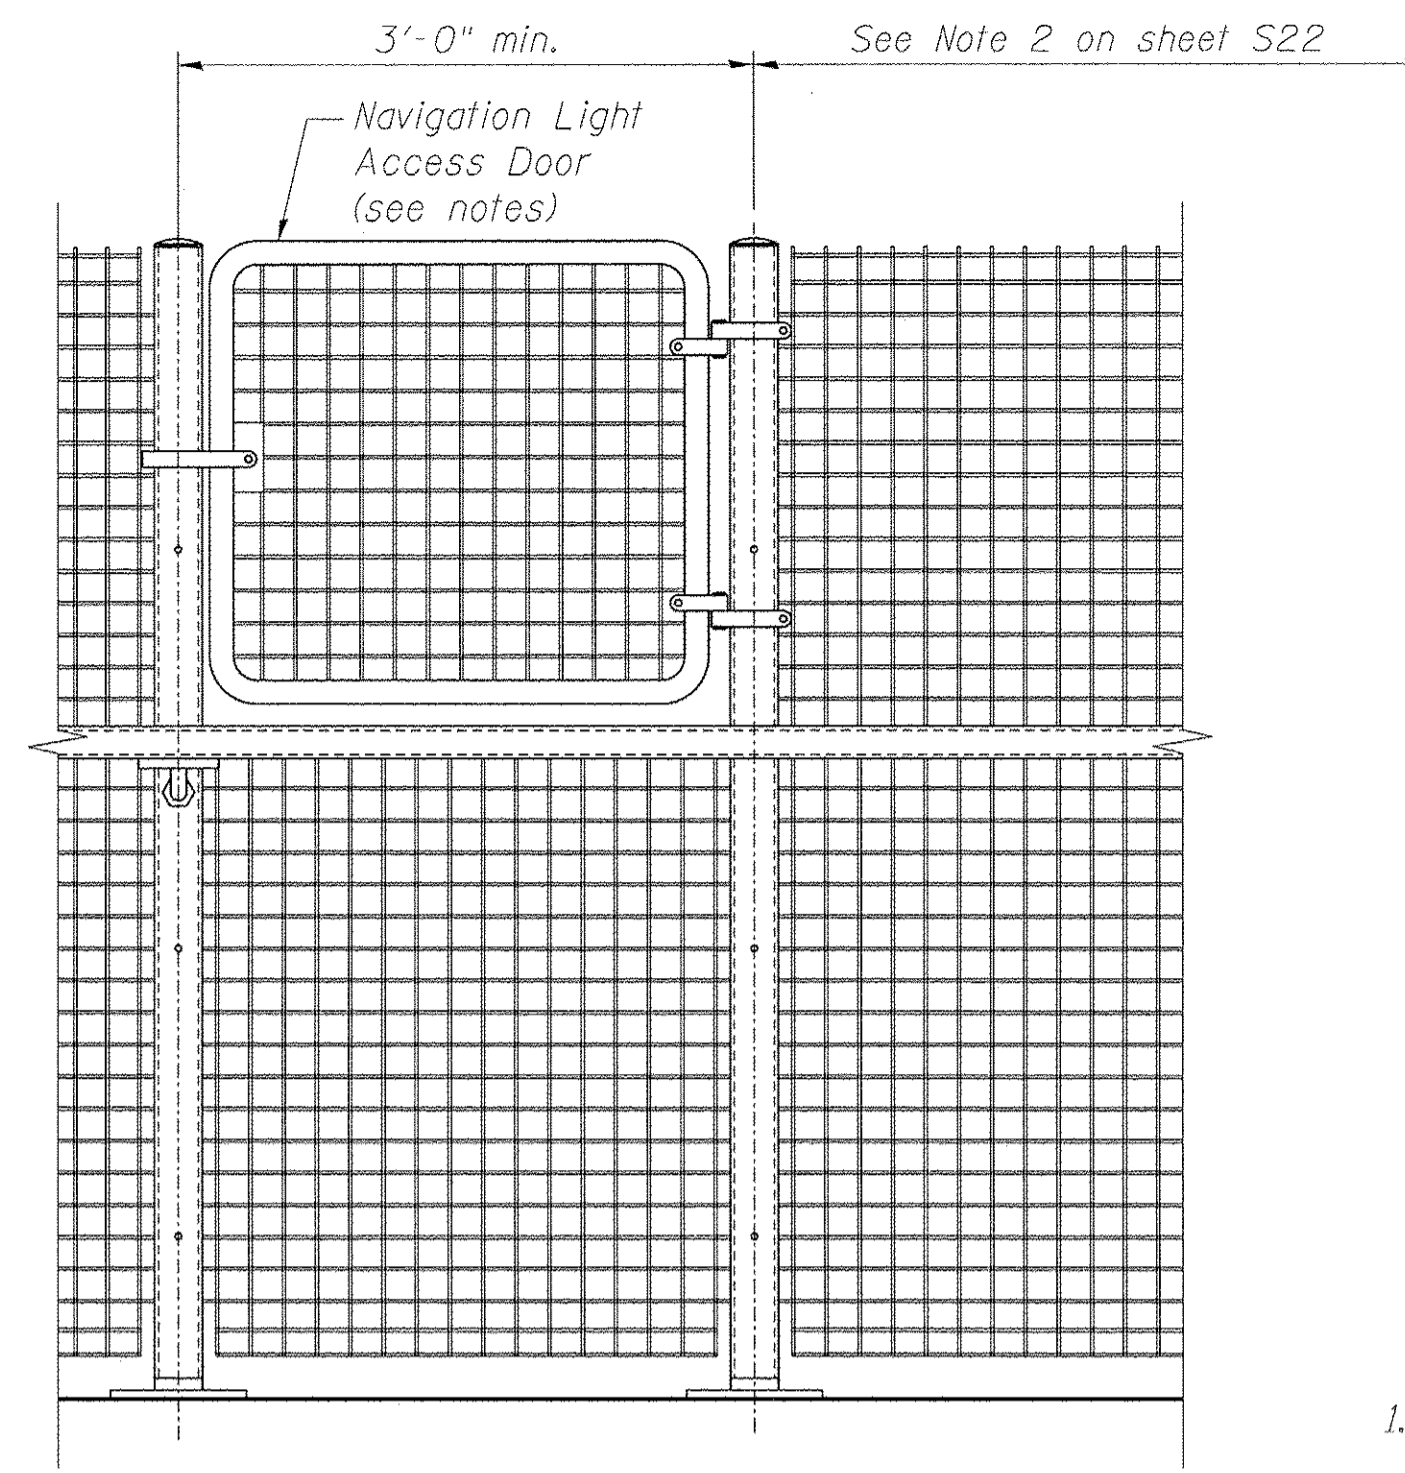 3'-0" min.
See Note 2 on sheet S22
Navigation Light
Access Door
(see notes)
1.